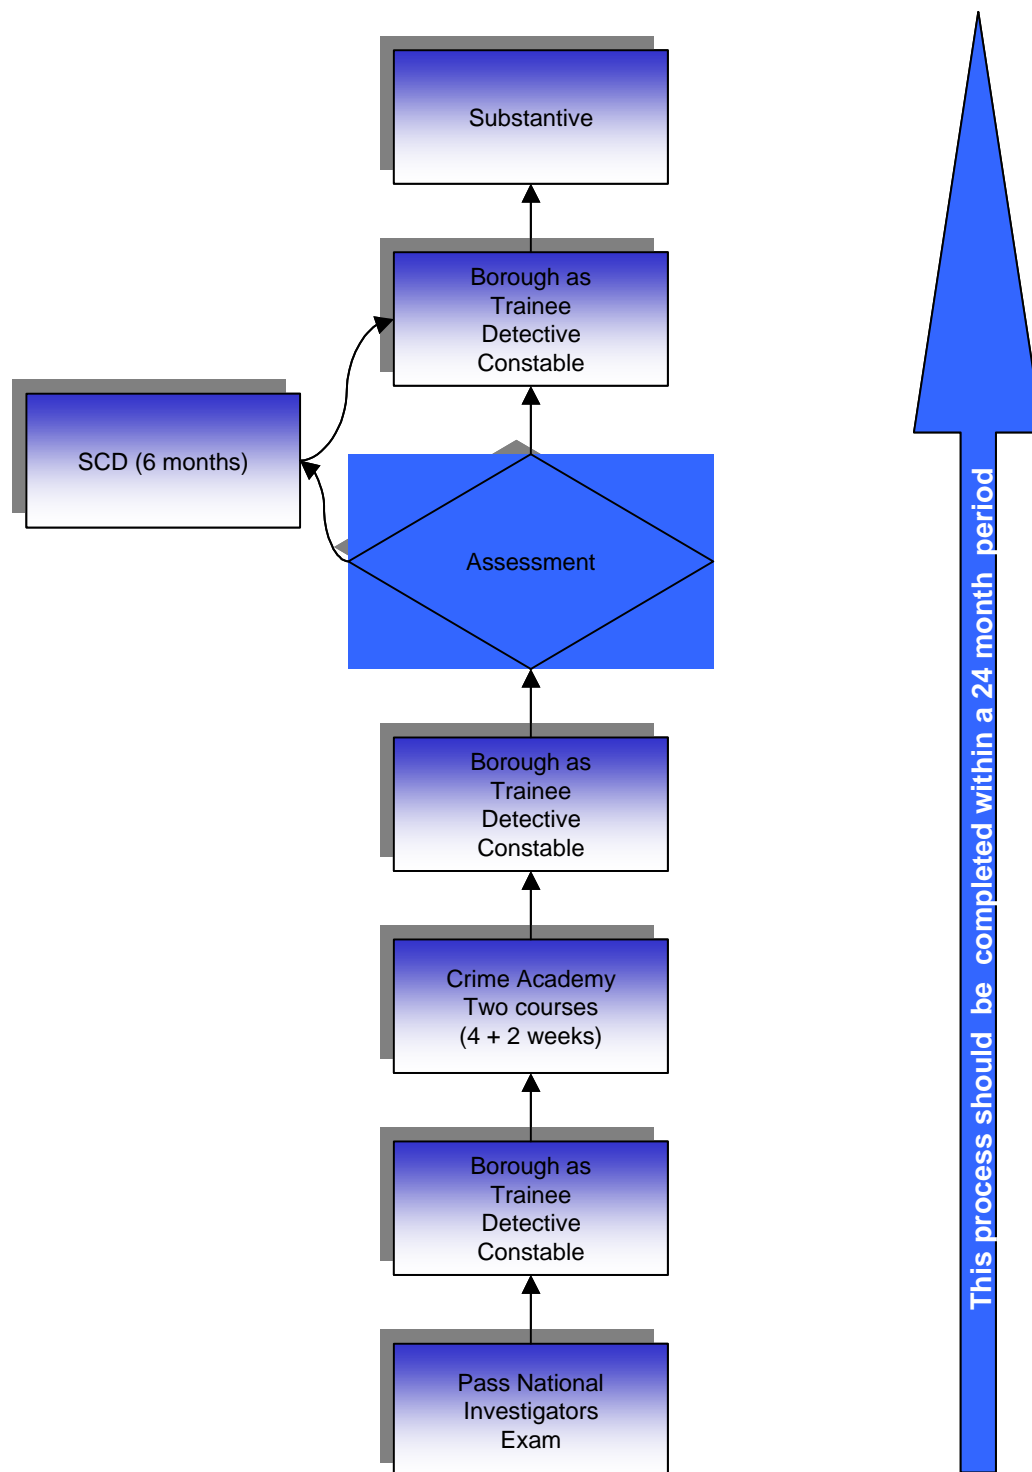 Substantive
Borough as
Trainee
Detective
Constable
SCD (6 months)
Assessment
Borough as
Trainee
Detective
Constable
Crime Academy
Two courses
(4 + 2 weeks)
Borough as
Trainee
Detective
Constable
Pass National
Investigators
Exam
This process should be completed within a 24 month period